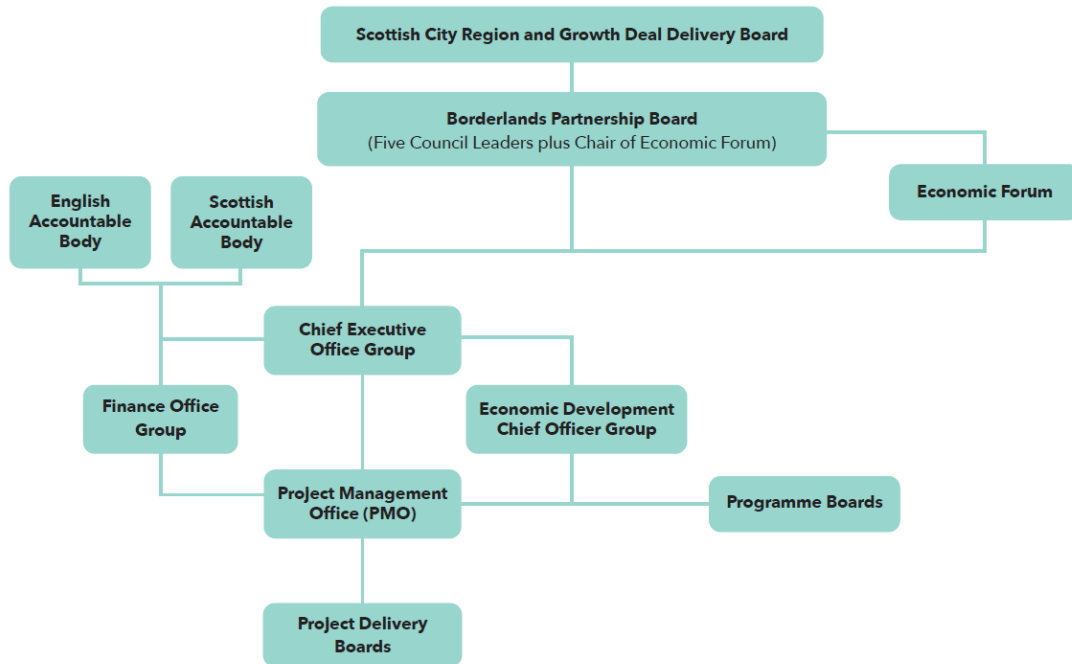 Scottish City Region and Growth Deal Delivery Board
Borderlands Partnership Board
(Five Council Leaders plus Chair of Economic Forum)
Economic Forum
English
Accountable
Body
Scottish
Accountable
Body
Chief Executive
Office Group
Finance Office
Group
Economic Development
Chief Officer Group
Project Management
Office (PMO)
Programme Boards
Project Delivery
Boards